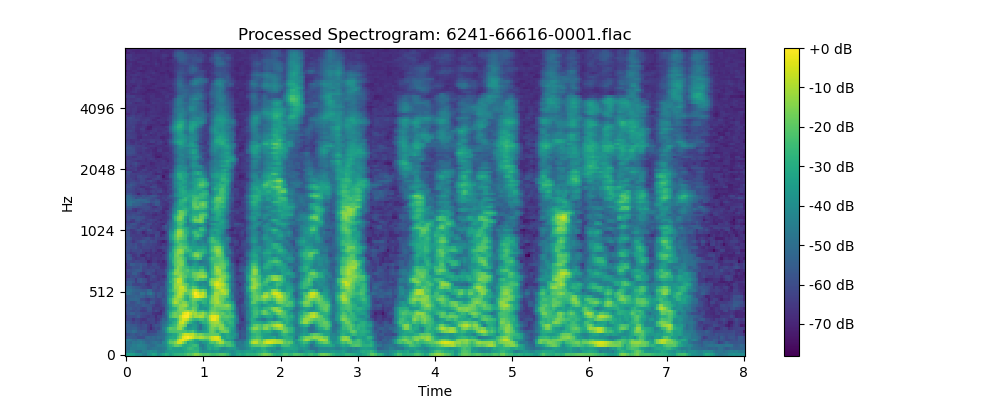 Processed Spectrogram: 6241-66616-0001.flac
Hz
4096
2048
1024
512
0
0 1 2 3 4 5 6 7 8
Time
+0 dB
-10 dB
-20 dB
-30 dB
-40 dB
-50 dB
-60 dB
-70 dB